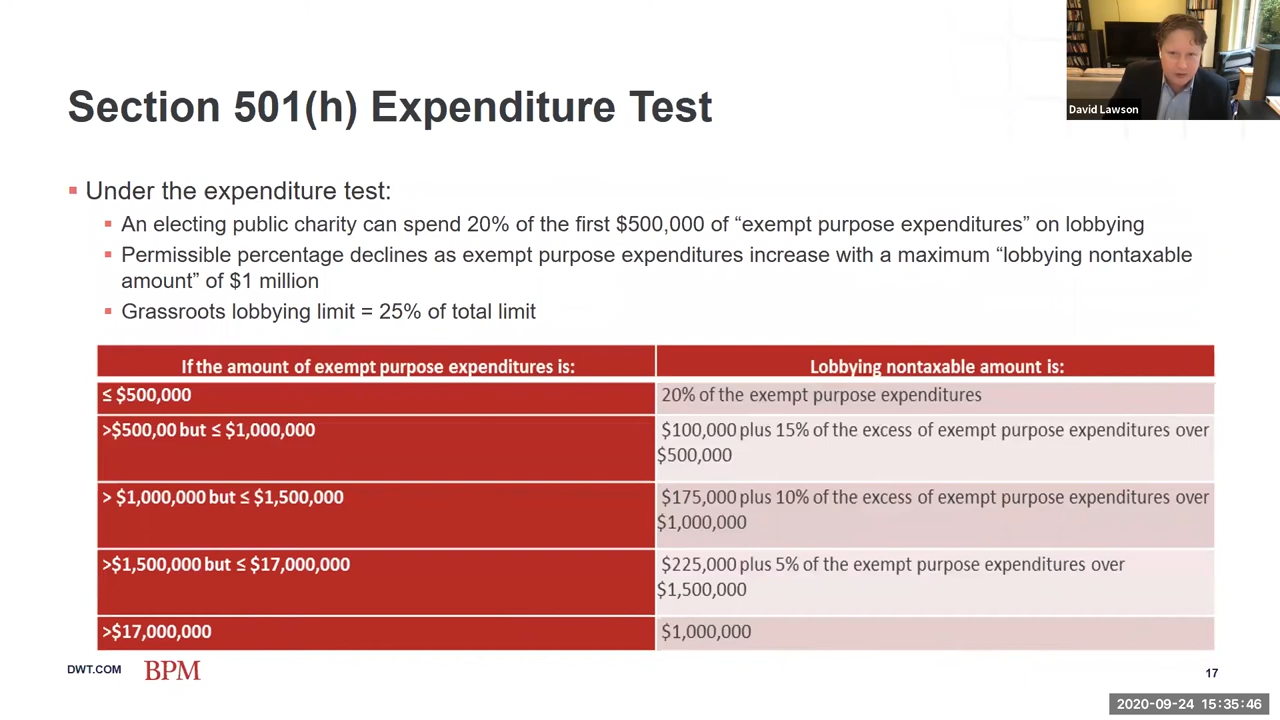 David Lawson
Section 501(h) Expenditure Test
▪ Under the expenditure test:
▪ An electing public charity can spend 20% of the first $500,000 of “exempt purpose expenditures” on lobbying
▪ Permissible percentage declines as exempt purpose expenditures increase with a maximum “lobbying nontaxable
amount” of $1 million
▪ Grassroots lobbying limit = 25% of total limit
If the amount of exempt purpose expenditures is:
Lobbying nontaxable amount is:
≤ $500,000
20% of the exempt purpose expenditures
>$500,00 but ≤ $1,000,000
$100,000 plus 15% of the excess of exempt purpose expenditures over
$500,000
> $1,000,000 but ≤ $1,500,000
$175,000 plus 10% of the excess of exempt purpose expenditures over
$1,000,000
>$1,500,000 but ≤ $17,000,000
$225,000 plus 5% of the exempt purpose expenditures over
$1,500,000
>$17,000,000
$1,000,000
DWT.COM
BPM
17
2020-09-24 15:35:46